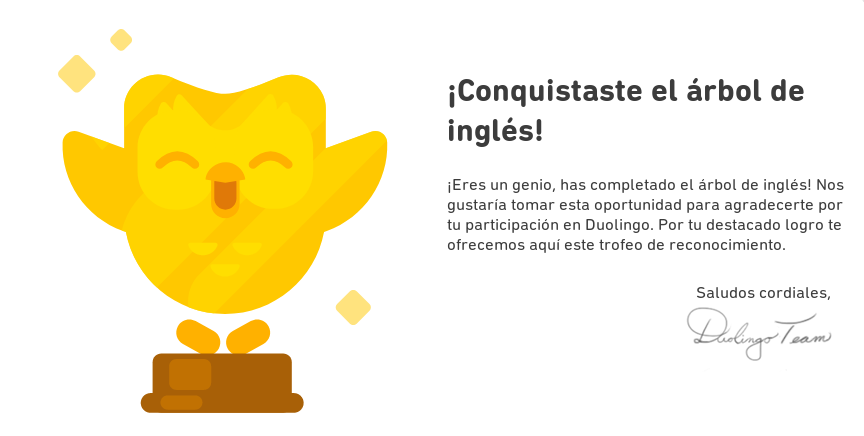 ¡Conquistaste el árbol de
inglés!
¡Eres un genio, has completado el árbol de inglés! Nos
gustaría tomar esta oportunidad para agradecerte por
tu participación en Duolingo. Por tu destacado logro te
ofrecemos aquí este trofeo de reconocimiento.
Saludos cordiales,
Duolingo Team